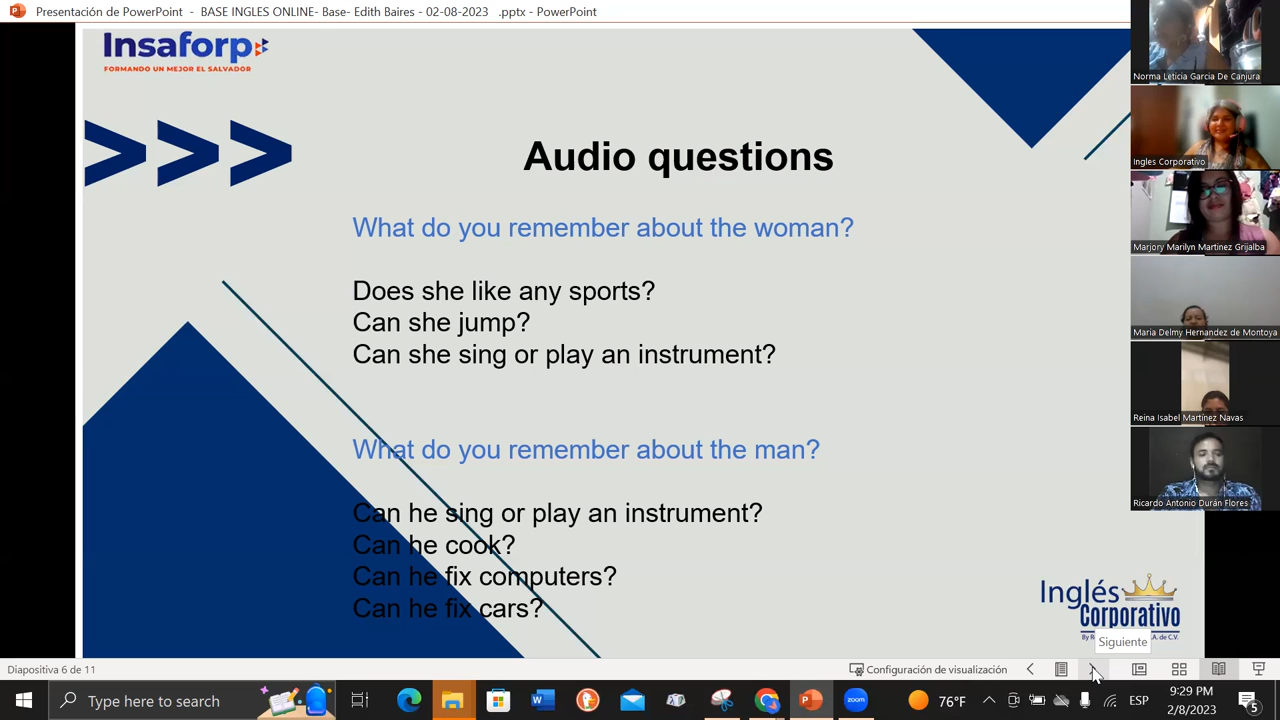 Presentación de PowerPoint - BASE INGLES ONLINE- Base- Edith Baires - 02-08-2023 .pptx - PowerPoint
Insaforp
FORMANDO UN MEJOR EL SALVADOR
>>>
Audio questions
What do you remember about the woman?
Does she like any sports?
Can she jump?
Can she sing or play an instrument?
What do you remember about the man?
Can he sing or play an instrument?
Can he cook?
Can he fix computers?
Can he fix cars?
Norma Leticia Garcia De Canjura
Ingles Corporativo
Marjory Marilyn Martínez Grijalba
Maria Delmy Hernandez de Montoya
Reina Isabel Martínez Navas
Ricardo Antonio Durán Flores
Inglés
Corporativo
Siguiente
Diapositiva 6 de 11
Configuración de visualización
Type here to search
zoom
76°F
ESP
9:29 PM
2/8/2023
5